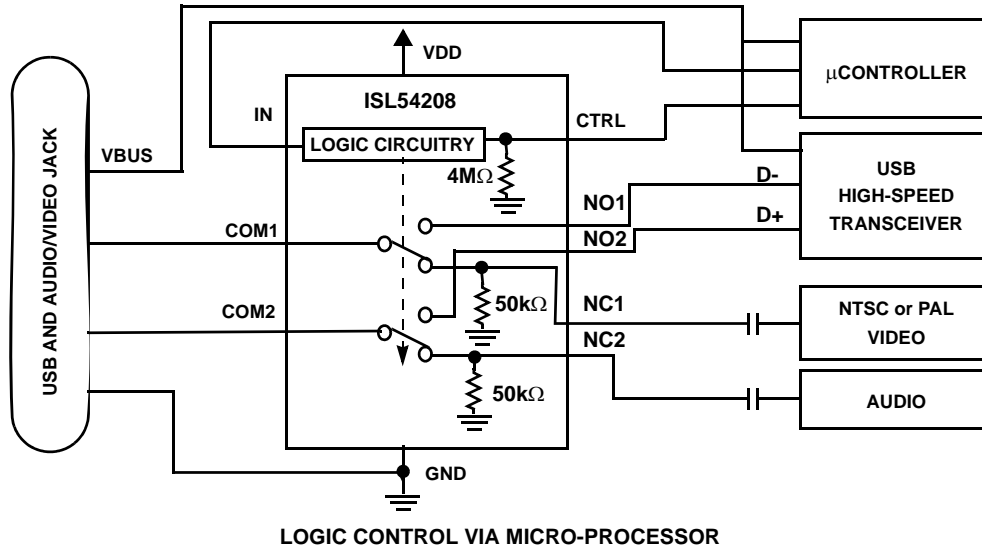 VDD
μCONTROLLER
ISL54208
IN
CTRL
LOGIC CIRCUITRY
VBUS
4MΩ
USB
HIGH-SPEED
TRANSCEIVER
D-
D+
NO1
NO2
COM1
USB AND AUDIO/VIDEO JACK
50kΩ
NC1
NTSC or PAL
VIDEO
COM2
NC2
50kΩ
AUDIO
GND
LOGIC CONTROL VIA MICRO-PROCESSOR